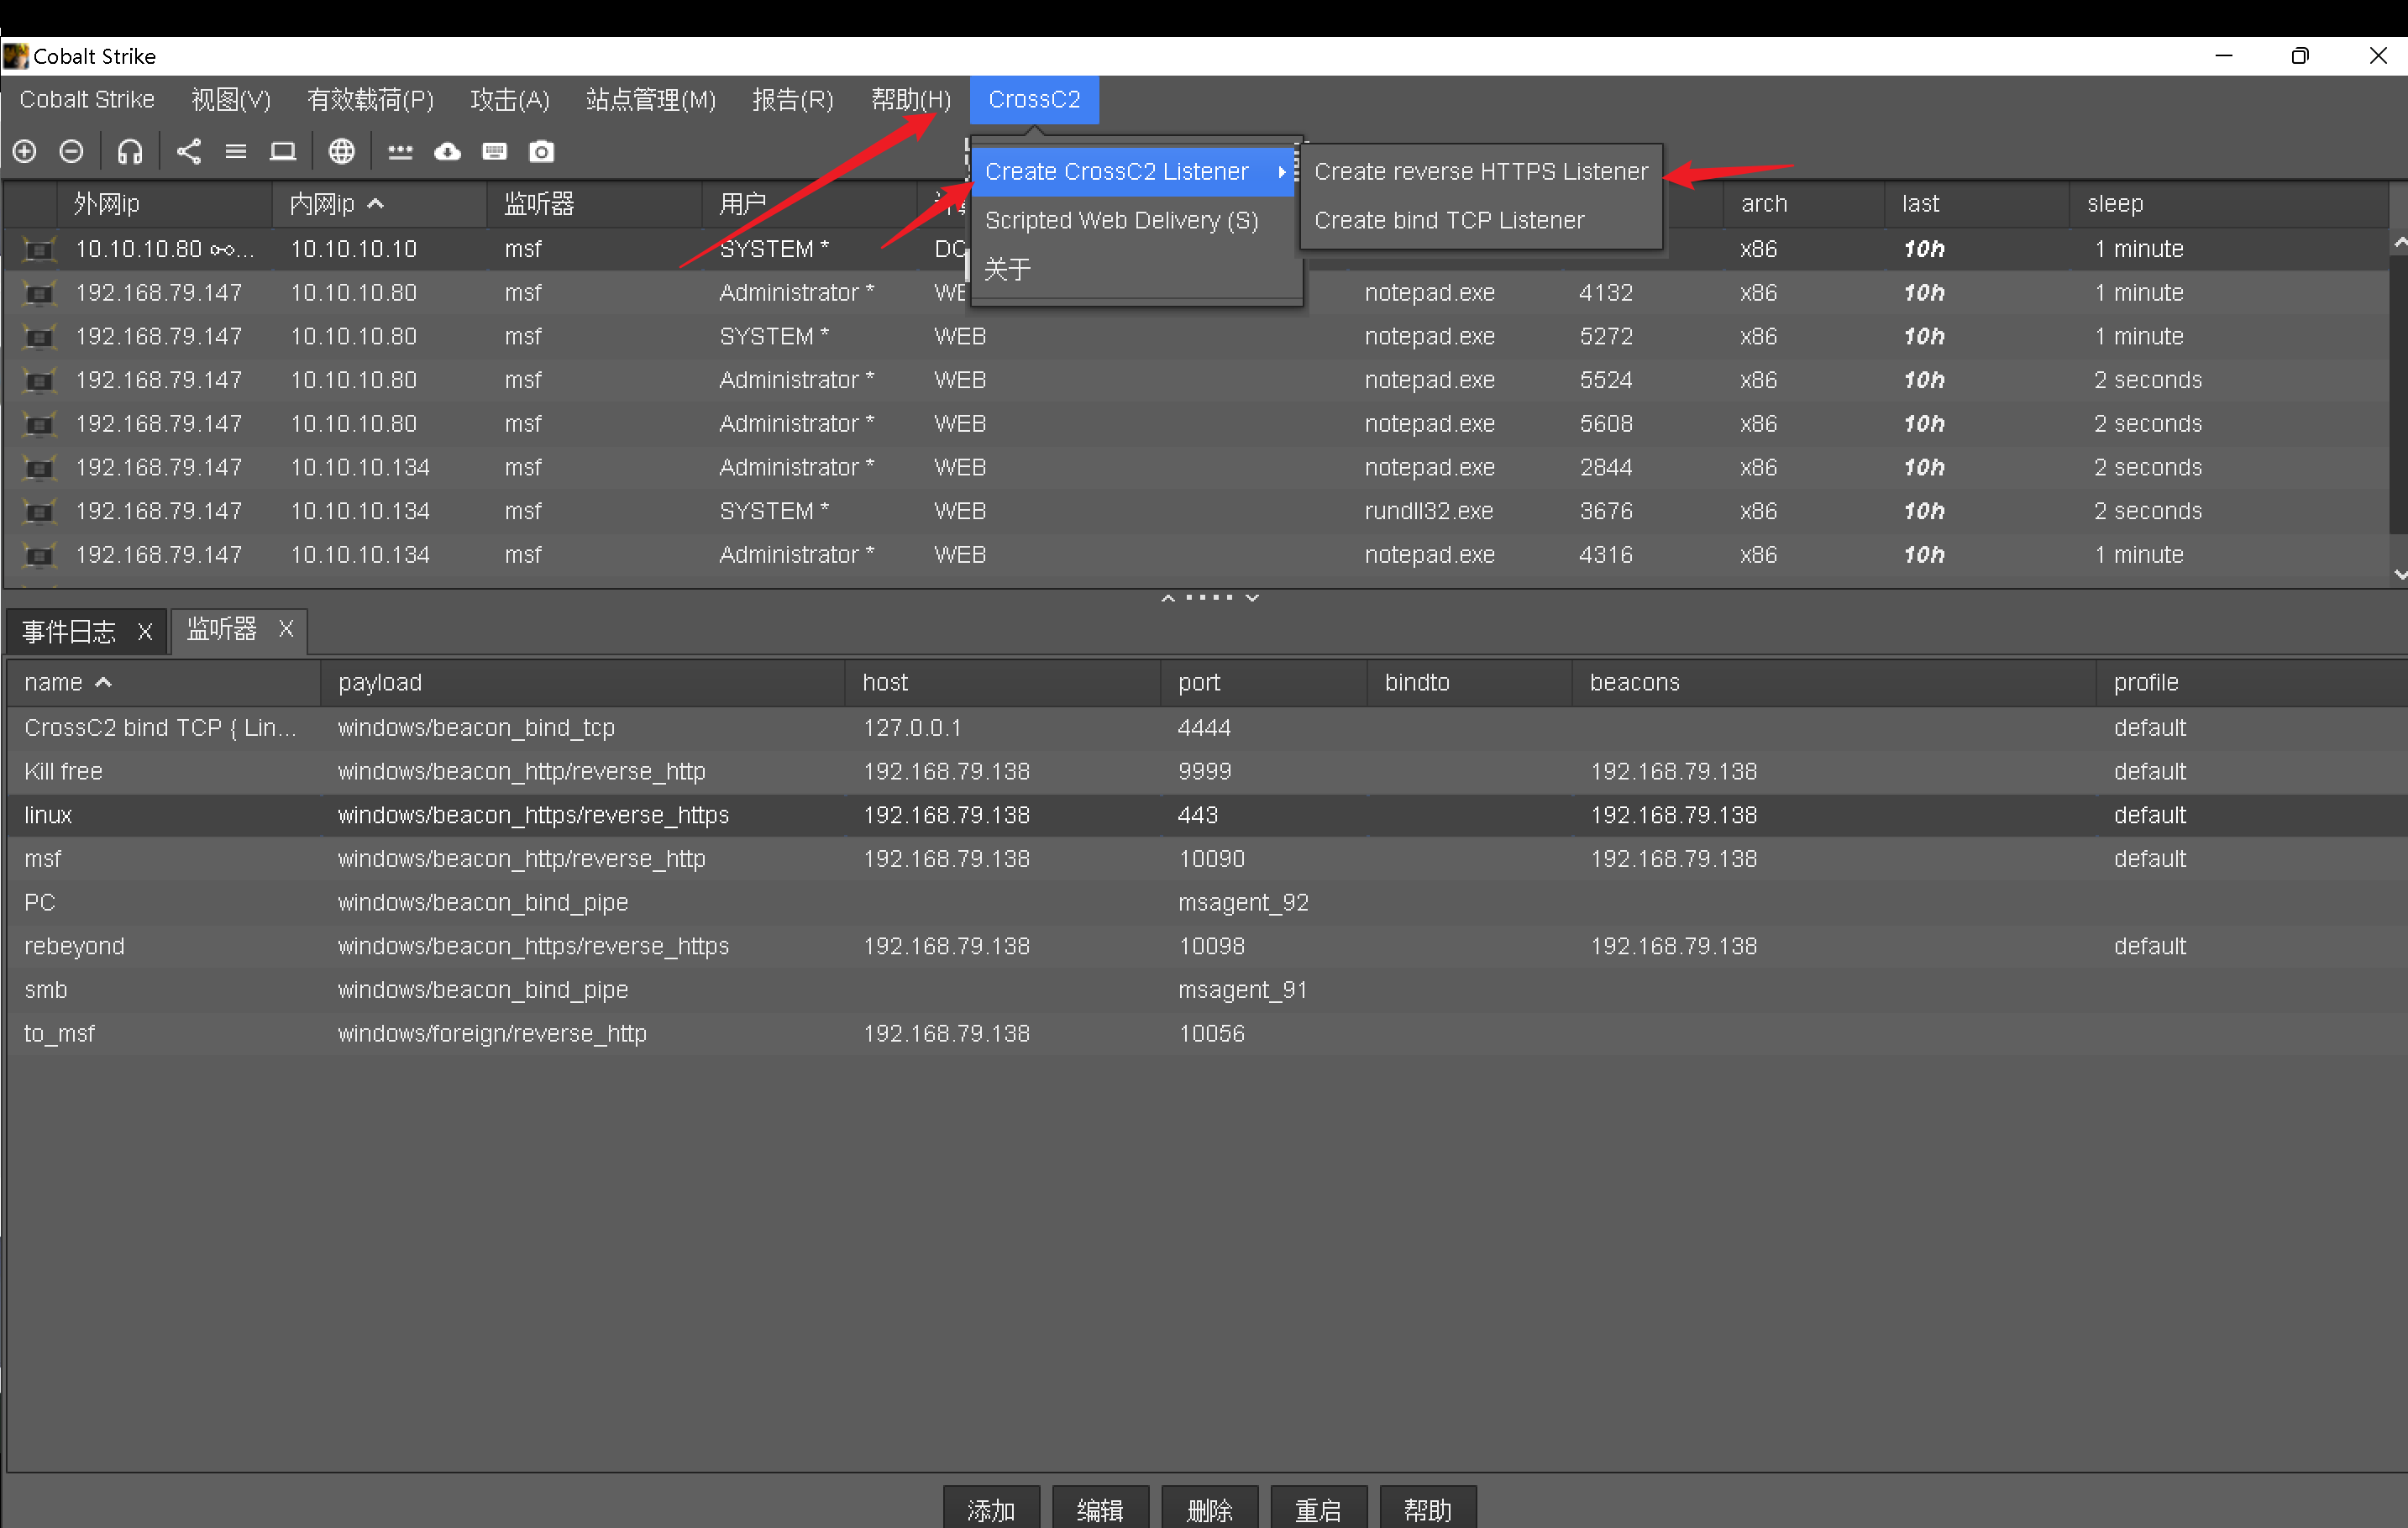 Cobalt Strike
Cobalt Strike 视图(V) 有效载荷(P) 攻击(A) 站点管理(M) 报告(R) 帮助(H) CrossC2
Create CrossC2 Listener
Scripted Web Delivery (S)
关于
Create reverse HTTPS Listener
Create bind TCP Listener
外网ip 内网ip 监听器 用户 arch last sleep
10.10.10.80 ... 10.10.10.10 msf SYSTEM * DC x86 10h 1 minute
192.168.79.147 10.10.10.80 msf Administrator * WE notepad.exe 4132 x86 10h 1 minute
192.168.79.147 10.10.10.80 msf SYSTEM * WEB notepad.exe 5272 x86 10h 1 minute
192.168.79.147 10.10.10.80 msf Administrator * WEB notepad.exe 5524 x86 10h 2 seconds
192.168.79.147 10.10.10.80 msf Administrator * WEB notepad.exe 5608 x86 10h 2 seconds
192.168.79.147 10.10.10.134 msf Administrator * WEB notepad.exe 2844 x86 10h 2 seconds
192.168.79.147 10.10.10.134 msf SYSTEM * WEB rundll32.exe 3676 x86 10h 2 seconds
192.168.79.147 10.10.10.134 msf Administrator * WEB notepad.exe 4316 x86 10h 1 minute
事件日志 X 监听器 X
name payload host port bindto beacons profile
CrossC2 bind TCP { Lin... windows/beacon_bind_tcp 127.0.0.1 4444 default
Kill free windows/beacon_http/reverse_http 192.168.79.138 9999 192.168.79.138 default
linux windows/beacon_https/reverse_https 192.168.79.138 443 192.168.79.138 default
msf windows/beacon_http/reverse_http 192.168.79.138 10090 192.168.79.138 default
PC windows/beacon_bind_pipe msagent_92
rebeyond windows/beacon_https/reverse_https 192.168.79.138 10098 192.168.79.138 default
smb windows/beacon_bind_pipe msagent_91
to_msf windows/foreign/reverse_http 192.168.79.138 10056
添加 编辑 删除 重启 帮助